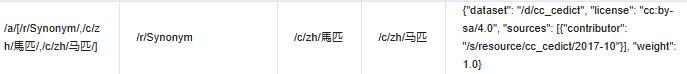 /a/[/r/Synonym/,/c/z
h/馬匹/,/c/zh/马匹/]
/r/Synonym
/c/zh/馬匹
/c/zh/马匹
{"dataset": "/d/cc_cedict", "license": "cc:by-
sa/4.0", "sources": [{"contributor":
"/s/resource/cc_cedict/2017-10"}], "weight":
1.0}